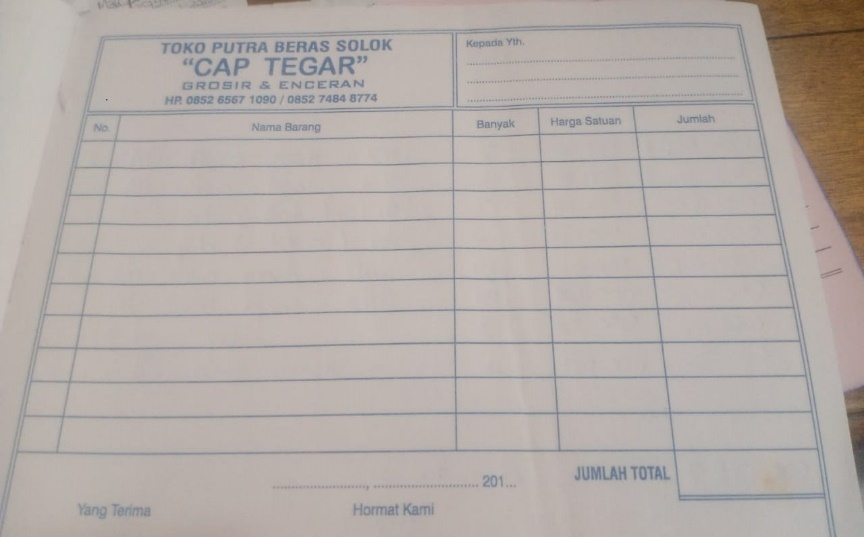 TOKO PUTRA BERAS SOLOK
“CAP TEGAR”
GROSIR & ENCERAN
HP. 0852 6567 1090 / 0852 7484 8774
Kepada Yth.
No. Nama Barang Banyak Harga Satuan Jumlah
JUMLAH TOTAL
......................., .......................... 201...
Yang Terima Hormat Kami